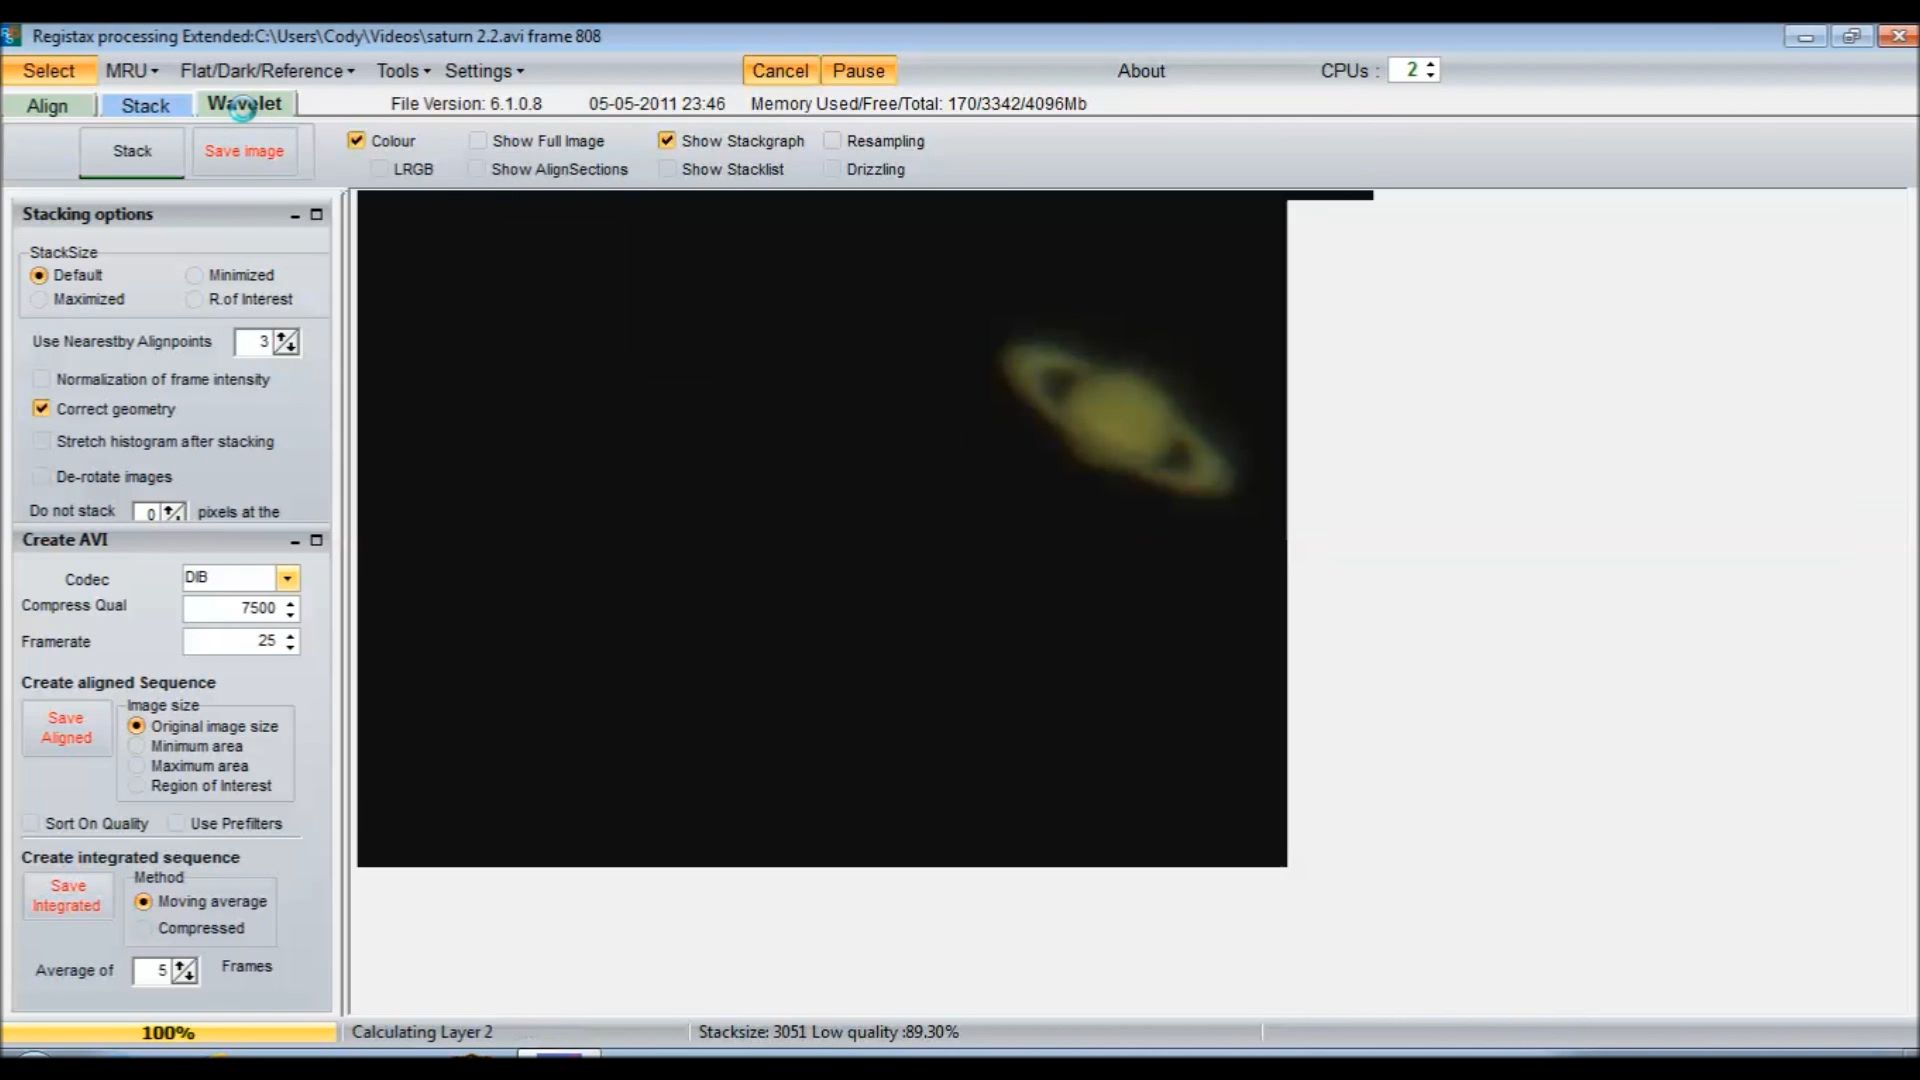 Registax processing Extended:C:\Users\Cody\Videos\saturn 2.2.avi frame 808
Select MRU Flat/Dark/Reference Tools Settings Cancel Pause About CPUs : 2
Align Stack Wavelet File Version: 6.1.0.8 05-05-2011 23:46 Memory Used/Free/Total: 170/3342/4096Mb
Stack Save image Colour Show Full Image Show Stackgraph Resampling
LRGB Show AlignSections Show Stacklist Drizzling
Stacking options
StackSize
Default Minimized
Maximized R.of Interest
Use Nearestby Alignpoints 3
Normalization of frame intensity
Correct geometry
Stretch histogram after stacking
De-rotate images
Do not stack 0 pixels at the
Create AVI
Codec DIB
Compress Qual 7500
Framerate 25
Create aligned Sequence
Image size
Save Aligned
Original image size
Minimum area
Maximum area
Region of Interest
Sort On Quality Use Prefilters
Create integrated sequence
Method
Save Integrated
Moving average
Compressed
Average of 5 Frames
100% Calculating Layer 2 Stacksize: 3051 Low quality :89.30%